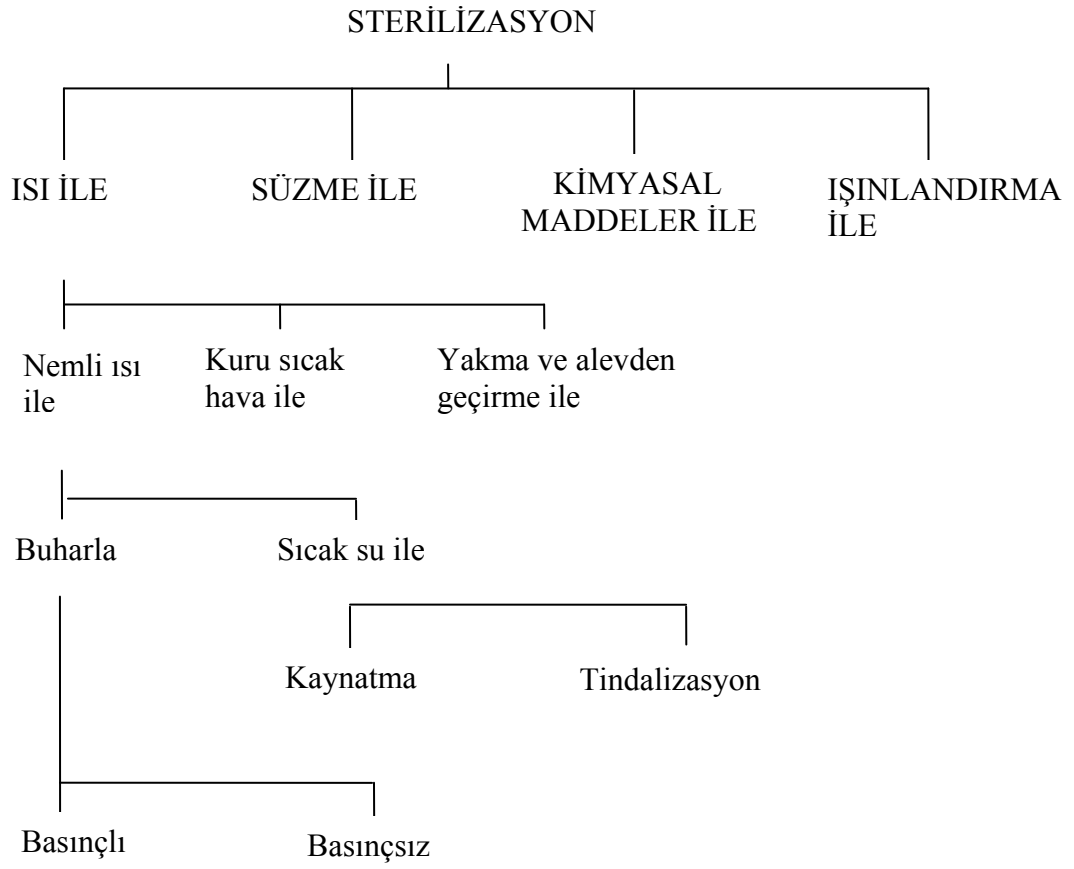 STERİLİZASYON
ISI İLE
SÜZME İLE
KİMYASAL
MADDELER İLE
IŞINLANDIRMA
İLE
Nemli ısı
ile
Kuru sıcak
hava ile
Yakma ve alevden
geçirme ile
Buharla
Sıcak su ile
Kaynatma
Tindalizasyon
Basınçlı
Basınçsız